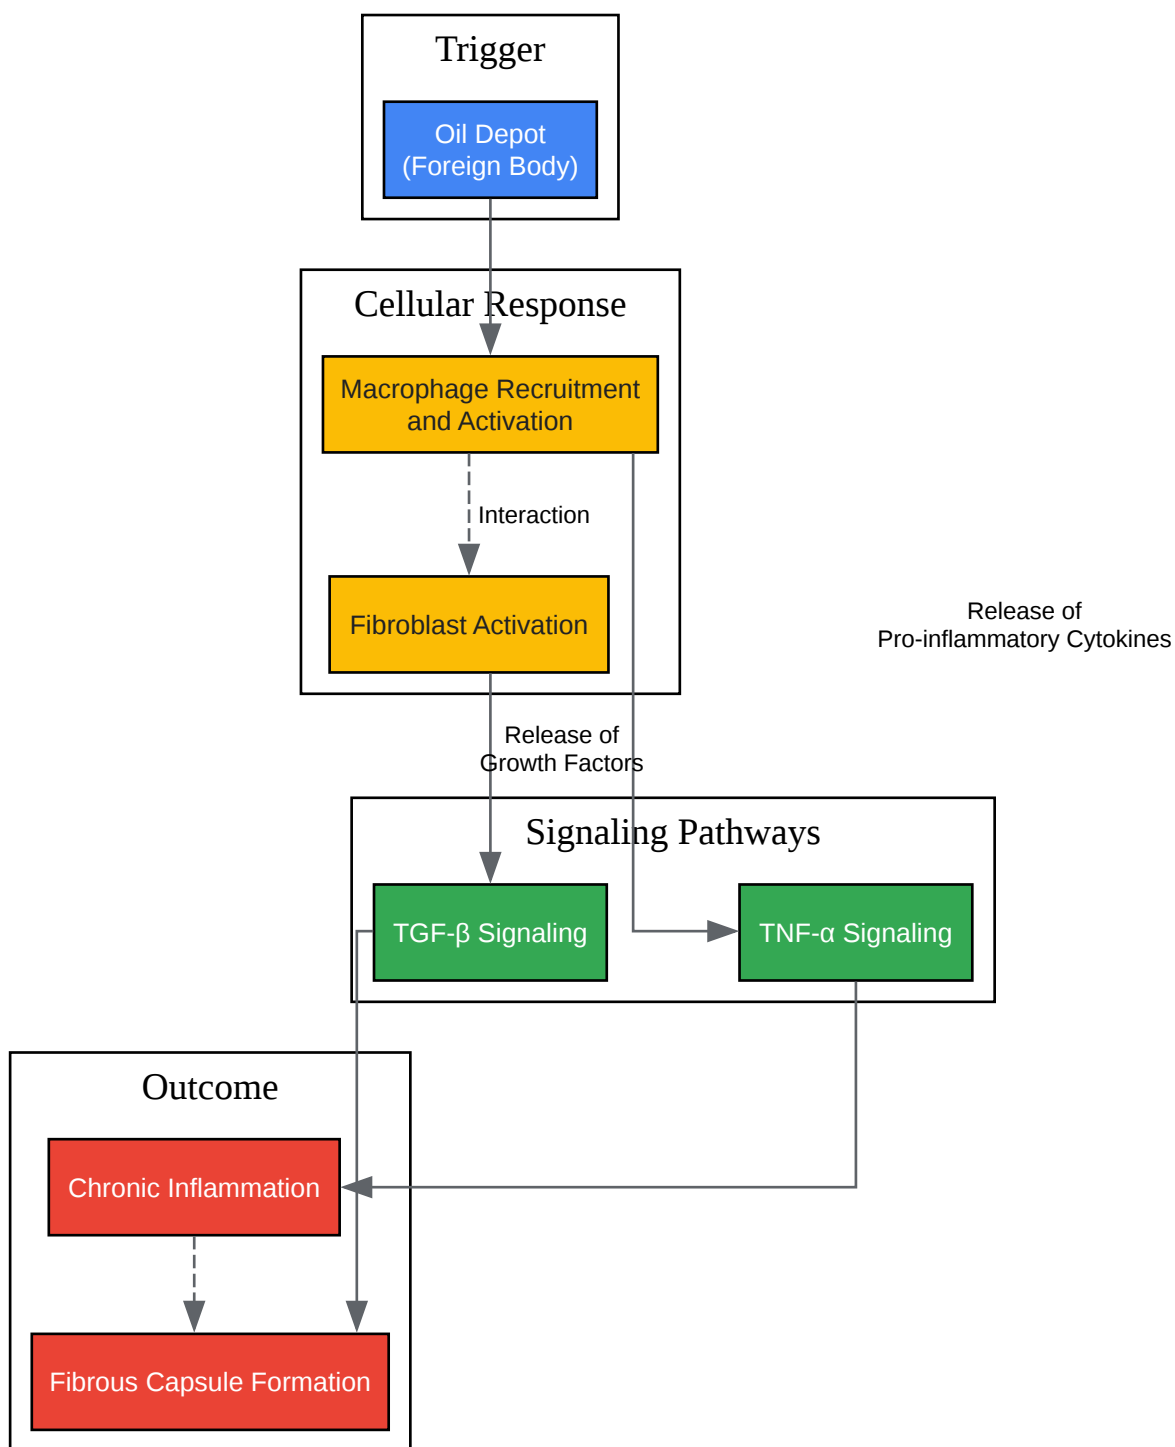 Trigger
Oil Depot
(Foreign Body)
Cellular Response
Macrophage Recruitment
and Activation
Interaction
Fibroblast Activation
Release of
Pro-inflammatory Cytokines
Release of
Growth Factors
Signaling Pathways
TGF-β Signaling
TNF-α Signaling
Outcome
Chronic Inflammation
Fibrous Capsule Formation